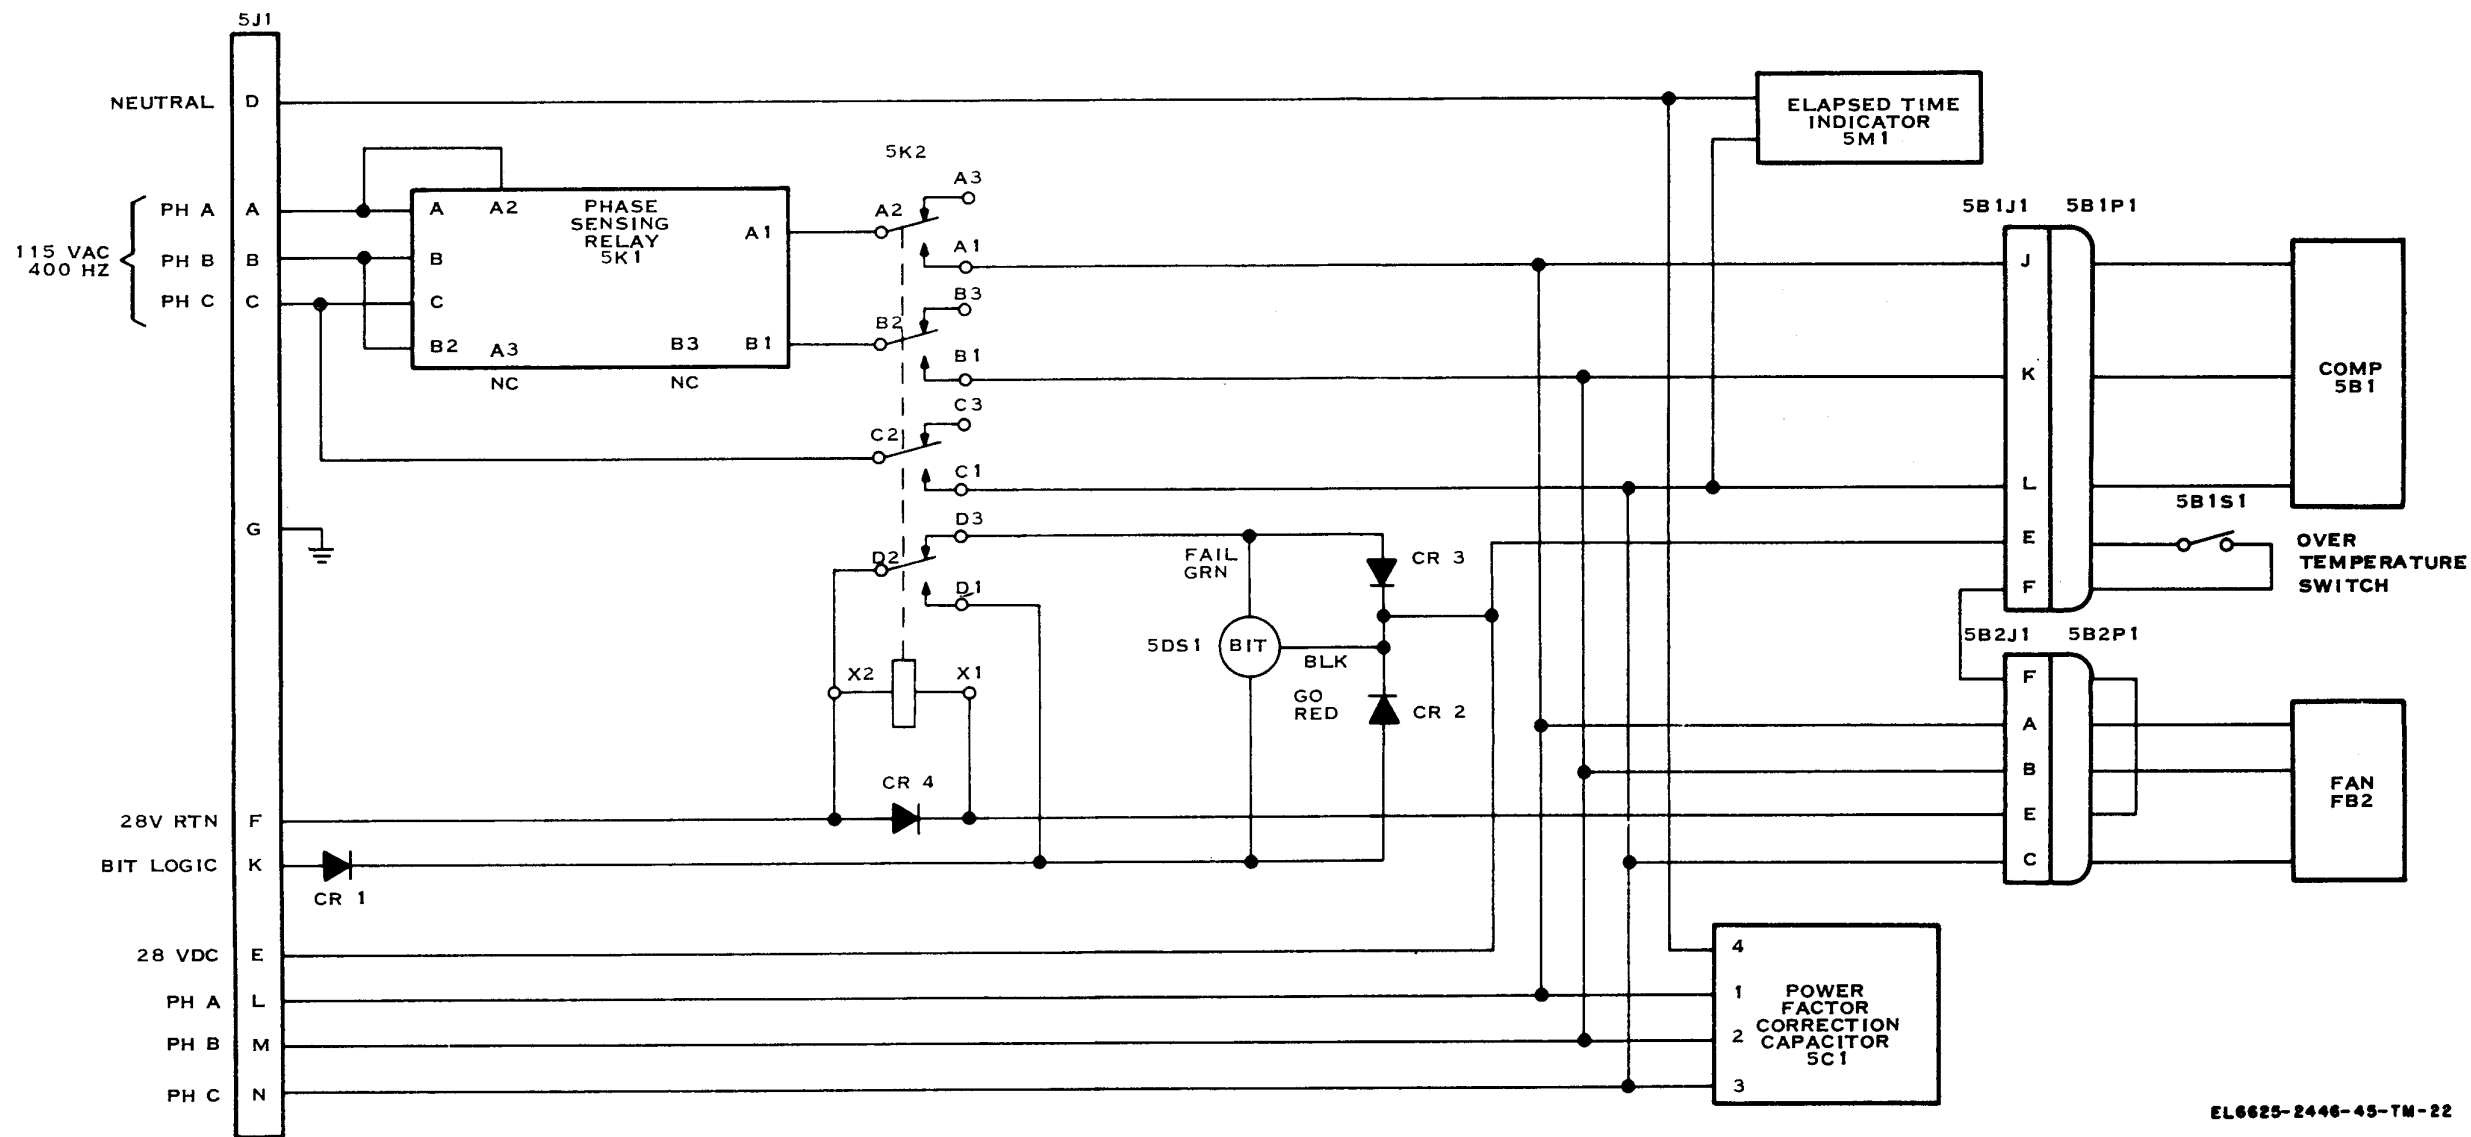 5J1
NEUTRAL D
ELAPSED TIME
INDICATOR
5M1
5K2
PH A A
PH B B
PH C C
115 VAC
400 HZ
A A2
PHASE
SENSING
RELAY
5K1
A1
B
C
B2 A3 B3 B1
NC NC
A3
A2
A1
B3
B2
B1
C3
C2
C1
D3
D2
D1
X2 X1
G
FAIL
GRN
CR 3
5DS1 BIT
BLK
GO
RED
CR 2
CR 4
5B1J1 5B1P1
J
K
L
E
F
COMP
5B1
5B1S1
OVER
TEMPERATURE
SWITCH
5B2J1 5B2P1
F
A
B
E
C
FAN
FB2
28V RTN F
BIT LOGIC K
CR 1
28 VDC E
PH A L
PH B M
PH C N
4
1
2
3
POWER
FACTOR
CORRECTION
CAPACITOR
5C1
EL6625-2446-45-TM-22